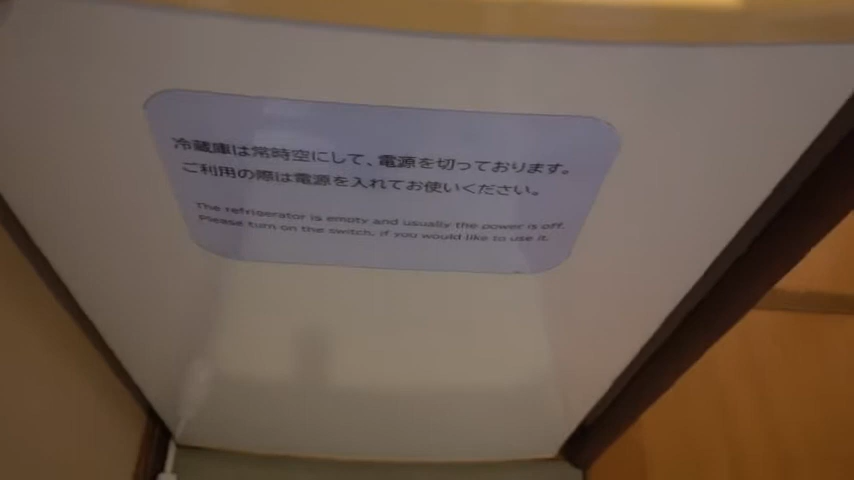 冷蔵庫は常時空にして、電源を切っております。
ご利用の際は電源を入れてお使いください。
The refrigerator is empty and usually the power is off.
Please turn on the switch, if you would like to use it.